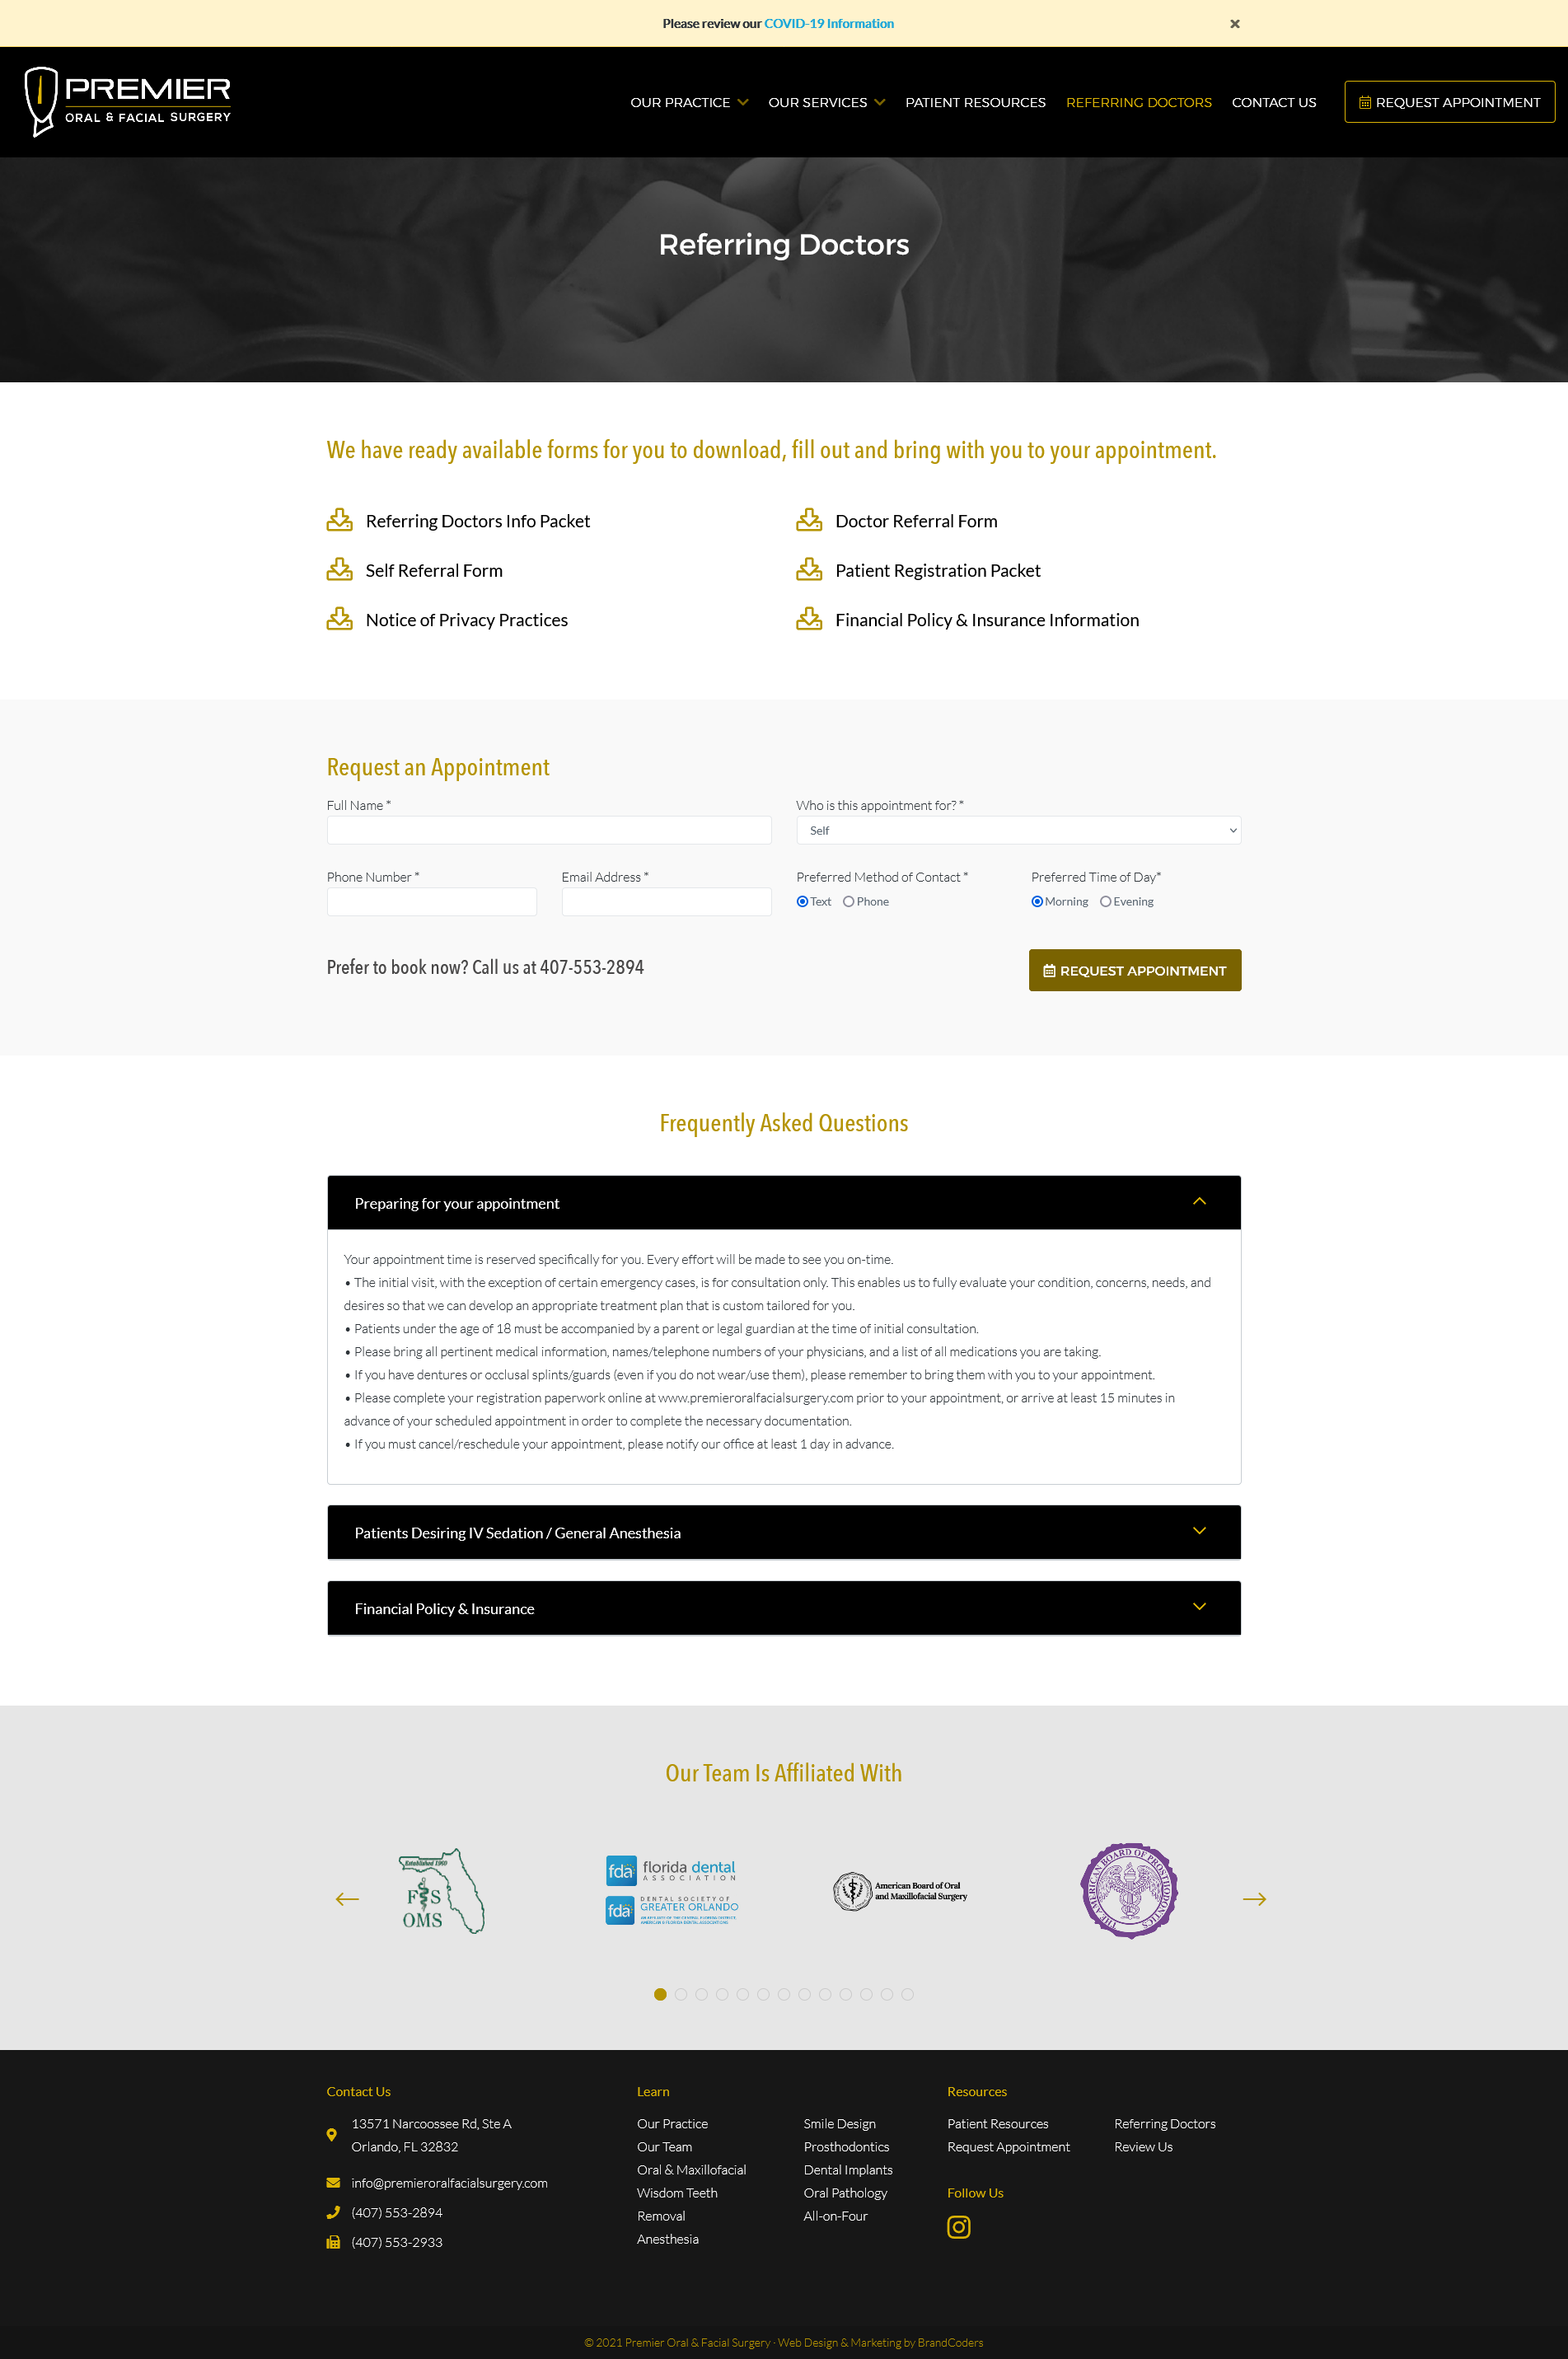 Please review our COVID-19 Information
×
PREMIER
ORAL & FACIAL SURGERY
OUR PRACTICE
OUR SERVICES
PATIENT RESOURCES
REFERRING DOCTORS
CONTACT US
REQUEST APPOINTMENT
Referring Doctors
We have ready available forms for you to download, fill out and bring with you to your appointment.
Referring Doctors Info Packet
Doctor Referral Form
Self Referral Form
Patient Registration Packet
Notice of Privacy Practices
Financial Policy & Insurance Information
Request an Appointment
Full Name *
Who is this appointment for? *
Self
Phone Number *
Email Address *
Preferred Method of Contact *
Text
Phone
Preferred Time of Day*
Morning
Evening
Prefer to book now? Call us at 407-553-2894
REQUEST APPOINTMENT
Frequently Asked Questions
Preparing for your appointment
Your appointment time is reserved specifically for you. Every effort will be made to see you on-time.
• The initial visit, with the exception of certain emergency cases, is for consultation only. This enables us to fully evaluate your condition, concerns, needs, and
desires so that we can develop an appropriate treatment plan that is custom tailored for you.
• Patients under the age of 18 must be accompanied by a parent or legal guardian at the time of initial consultation.
• Please bring all pertinent medical information, names/telephone numbers of your physicians, and a list of all medications you are taking.
• If you have dentures or occlusal splints/guards (even if you do not wear/use them), please remember to bring them with you to your appointment.
• Please complete your registration paperwork online at www.premieroralfacialsurgery.com prior to your appointment, or arrive at least 15 minutes in
advance of your scheduled appointment in order to complete the necessary documentation.
• If you must cancel/reschedule your appointment, please notify our office at least 1 day in advance.
Patients Desiring IV Sedation / General Anesthesia
Financial Policy & Insurance
Our Team Is Affiliated With
Established 1960
FS
OMS
fda florida dental
ASSOCIATION
fda DENTAL SOCIETY OF
GREATER ORLANDO
American Board of Oral
and Maxillofacial Surgery
AMERICAN BOARD OF PROSTHODONTICS
Contact Us
13571 Narcoossee Rd, Ste A
Orlando, FL 32832
info@premieroralfacialsurgery.com
(407) 553-2894
(407) 553-2933
Learn
Our Practice
Our Team
Oral & Maxillofacial
Wisdom Teeth
Removal
Anesthesia
Smile Design
Prosthodontics
Dental Implants
Oral Pathology
All-on-Four
Resources
Patient Resources
Request Appointment
Referring Doctors
Review Us
Follow Us
© 2021 Premier Oral & Facial Surgery · Web Design & Marketing by BrandCoders